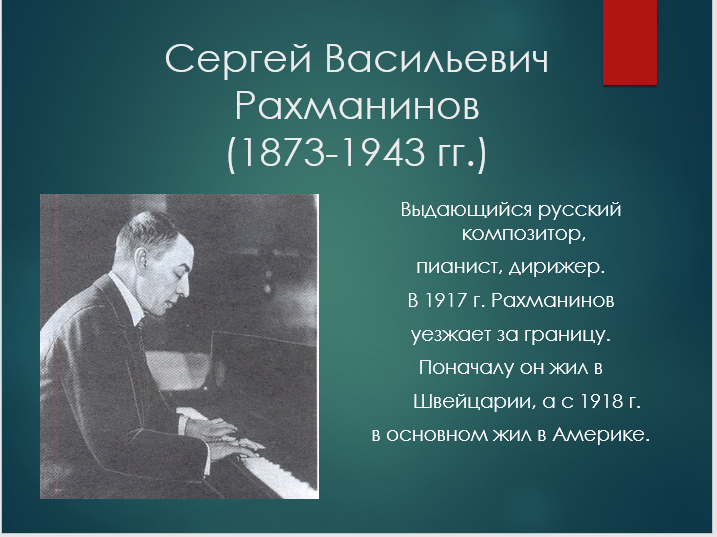 Сергей Васильевич
Рахманинов
(1873-1943 гг.)
Выдающийся русский
композитор,
пианист, дирижер.
В 1917 г. Рахманинов
уезжает за границу.
Поначалу он жил в
Швейцарии, а с 1918 г.
в основном жил в Америке.